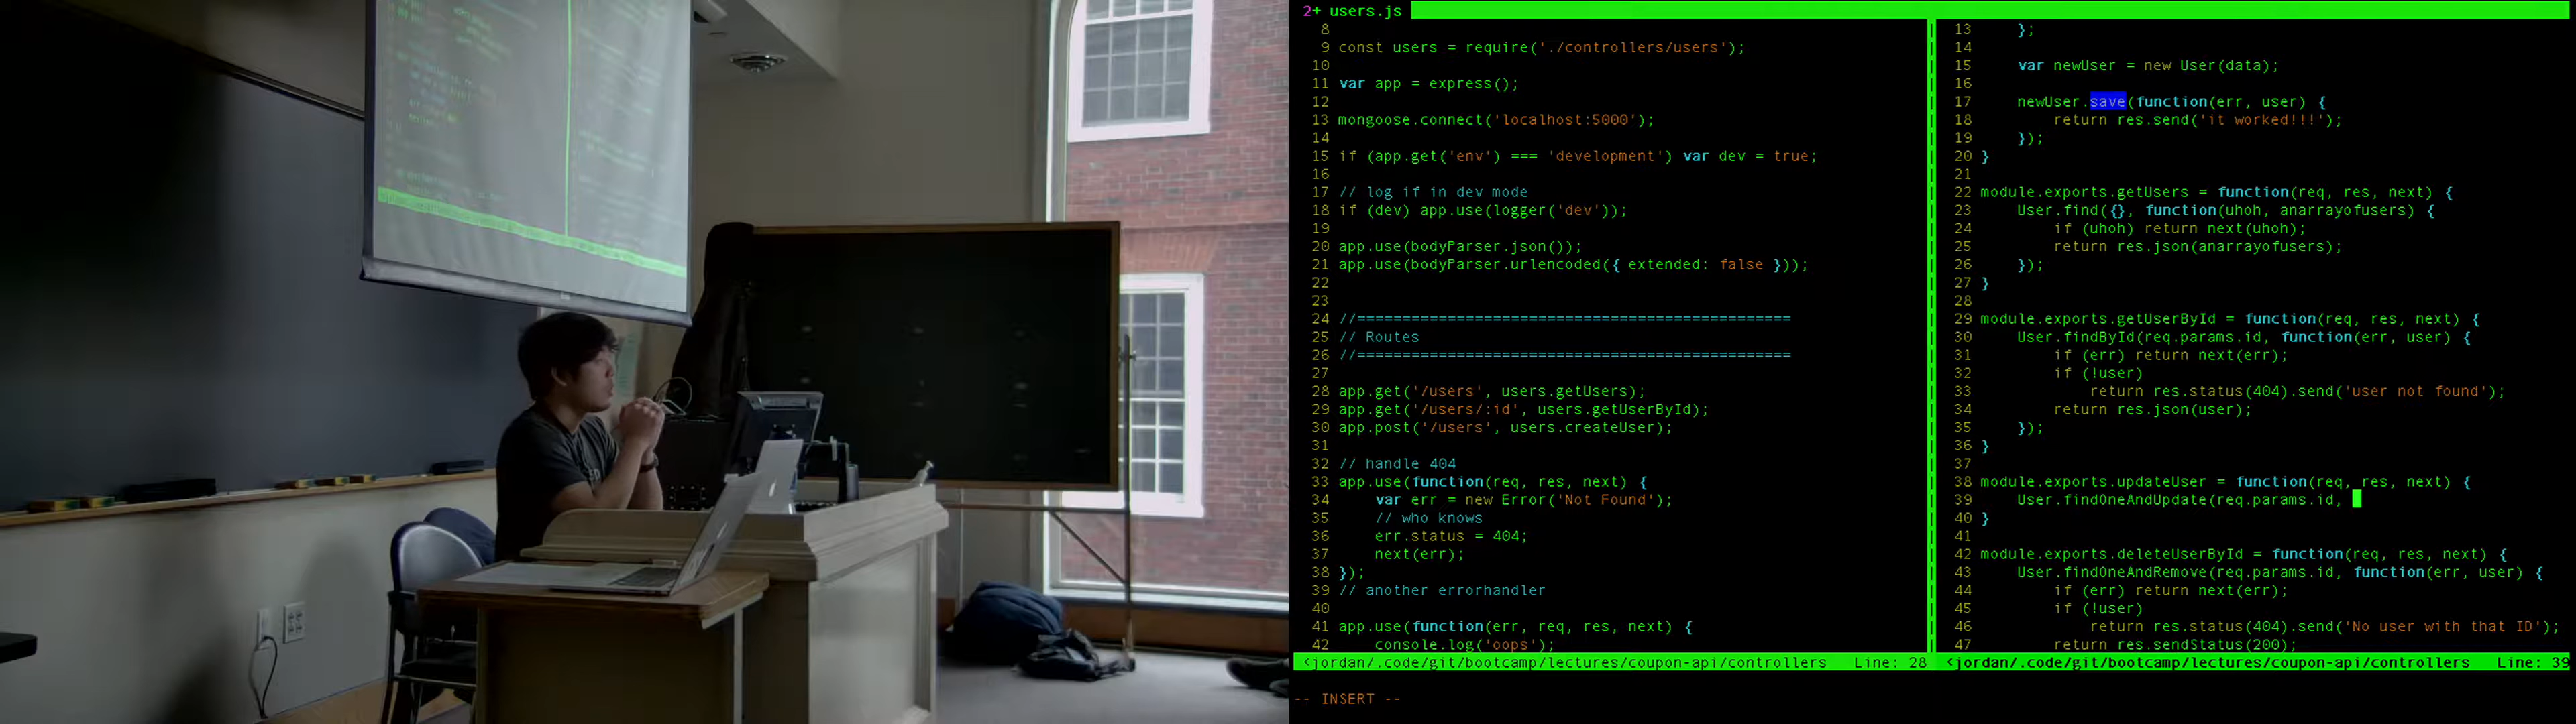 2+ users.js
8
9 const users = require('./controllers/users');
10
11 var app = express();
12
13 mongoose.connect('localhost:5000');
14
15 if (app.get('env') === 'development') var dev = true;
16
17 // log if in dev mode
18 if (dev) app.use(logger('dev'));
19
20 app.use(bodyParser.json());
21 app.use(bodyParser.urlencoded({ extended: false }));
22
23
24 //================================================
25 // Routes
26 //================================================
27
28 app.get('/users', users.getUsers);
29 app.get('/users/:id', users.getUserById);
30 app.post('/users', users.createUser);
31
32 // handle 404
33 app.use(function(req, res, next) {
34     var err = new Error('Not Found');
35     // who knows
36     err.status = 404;
37     next(err);
38 });
39 // another errorhandler
40
41 app.use(function(err, req, res, next) {
42     console.log('oops');
<jordan/.code/git/bootcamp/lectures/coupon-api/controllers   Line: 28
13     };
14
15     var newUser = new User(data);
16
17     newUser.save(function(err, user) {
18         return res.send('it worked!!!');
19     });
20 }
21
22 module.exports.getUsers = function(req, res, next) {
23     User.find({}, function(uhoh, anarrayofusers) {
24         if (uhoh) return next(uhoh);
25         return res.json(anarrayofusers);
26     });
27 }
28
29 module.exports.getUserById = function(req, res, next) {
30     User.findById(req.params.id, function(err, user) {
31         if (err) return next(err);
32         if (!user)
33             return res.status(404).send('user not found');
34         return res.json(user);
35     });
36 }
37
38 module.exports.updateUser = function(req, res, next) {
39     User.findOneAndUpdate(req.params.id,
40 }
41
42 module.exports.deleteUserById = function(req, res, next) {
43     User.findOneAndRemove(req.params.id, function(err, user) {
44         if (err) return next(err);
45         if (!user)
46             return res.status(404).send('No user with that ID');
47         return res.sendStatus(200);
<jordan/.code/git/bootcamp/lectures/coupon-api/controllers   Line: 39
-- INSERT --